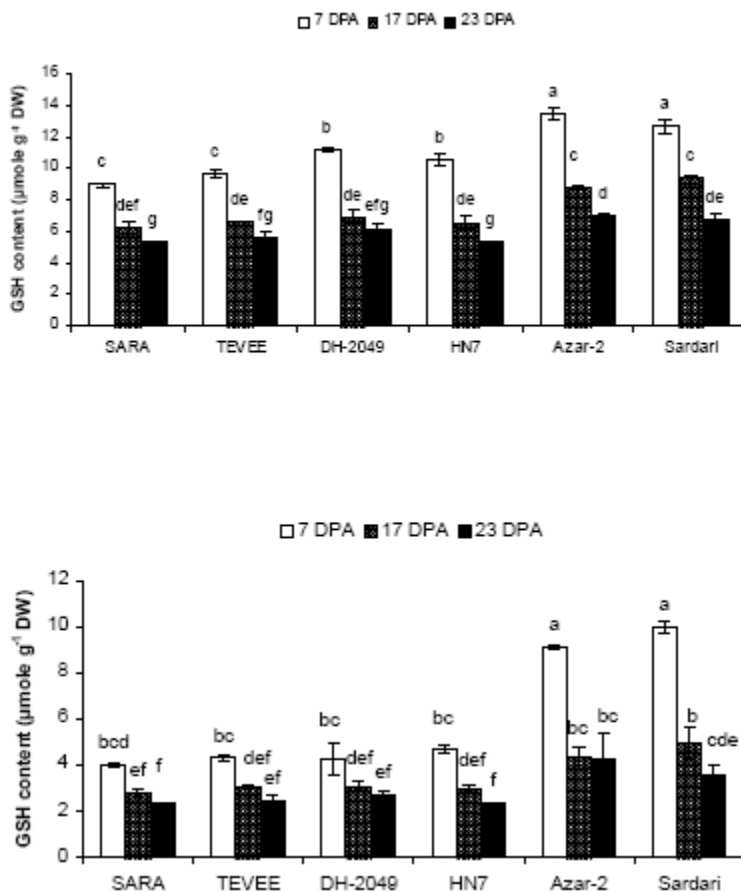 7 DPA 17 DPA 23 DPA
GSH content (µmole g⁻¹ DW)
16
14
12
10
8
6
4
2
0
c def g
c de fg
b de efg
b de g
a c d
a c de
SARA TEVEE DH-2049 HN7 Azar-2 Sardari
7 DPA 17 DPA 23 DPA
GSH content (µmole g⁻¹ DW)
12
10
8
6
4
2
0
bcd ef f
bc def ef
bc def ef
bc def f
a bc bc
a b cde
SARA TEVEE DH-2049 HN7 Azar-2 Sardari